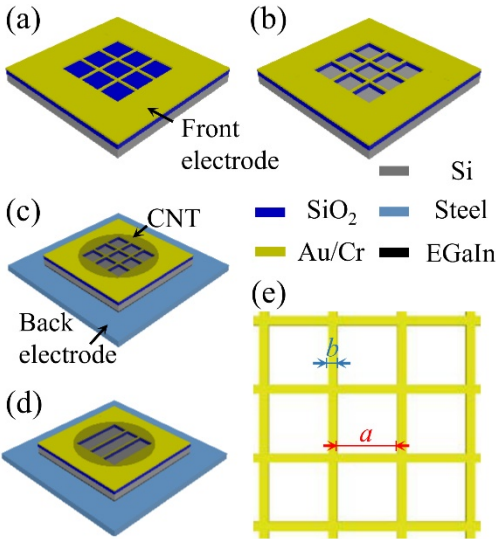 (a)
(b)
Front
electrode
Si
SiO₂
Steel
Au/Cr
EGaIn
(c)
CNT
Back
electrode
(d)
(e)
b
a